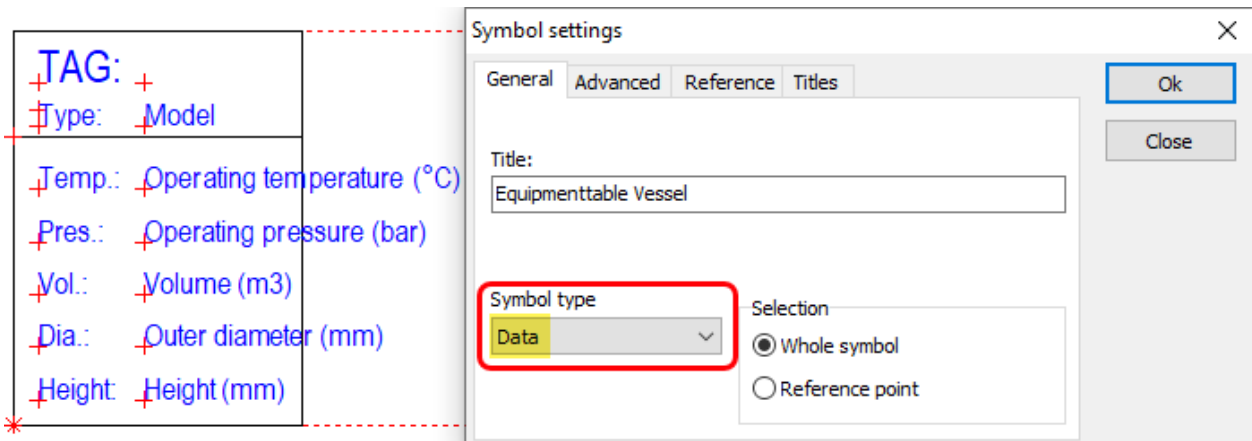 TAG:
Type: Model
Temp.: Operating temperature (°C)
Pres.: Operating pressure (bar)
Vol.: Volume (m3)
Dia.: Outer diameter (mm)
Height: Height (mm)
Symbol settings
General Advanced Reference Titles
Ok
Close
Title:
Equipmenttable Vessel
Symbol type
Data
Selection
Whole symbol
Reference point